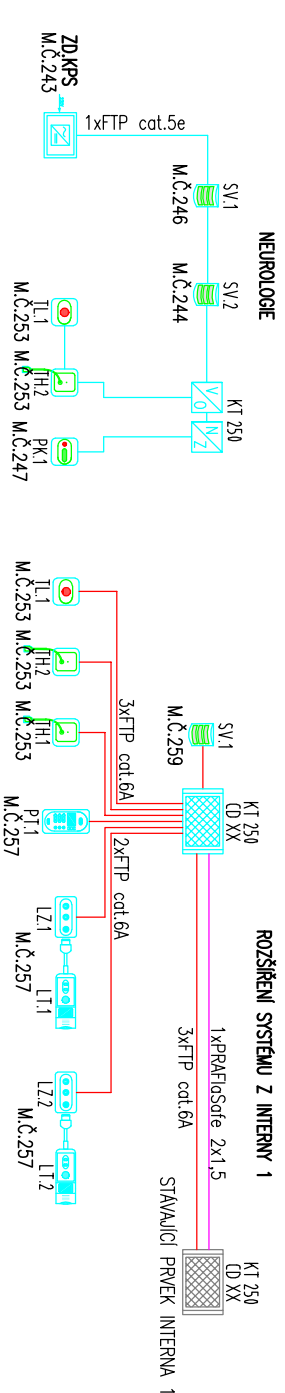 NEUROLOGIE
ZD.KPS
M.Č.243
1xFTP cat.5e
SV.1
M.Č.246
SV.2
M.Č.244
KT 250
V
O
N
Z
TL.1
M.Č.253
TH.2
M.Č.253
PK.1
M.Č.247
ROZŠÍŘENÍ SYSTÉMU Z INTERNY 1
TL.1
M.Č.253
TH.2
M.Č.253
TH.1
M.Č.253
SV.1
M.Č.259
KT 250
CD XX
3xFTP cat.6A
PT.1
M.Č.257
2xFTP cat.6A
LZ.1
LT.1
M.Č.257
LZ.2
LT.2
M.Č.257
1xPRAFlaSafe 2x1,5
3xFTP cat.6A
KT 250
CD XX
STÁVAJÍCÍ PRVEK INTERNA 1